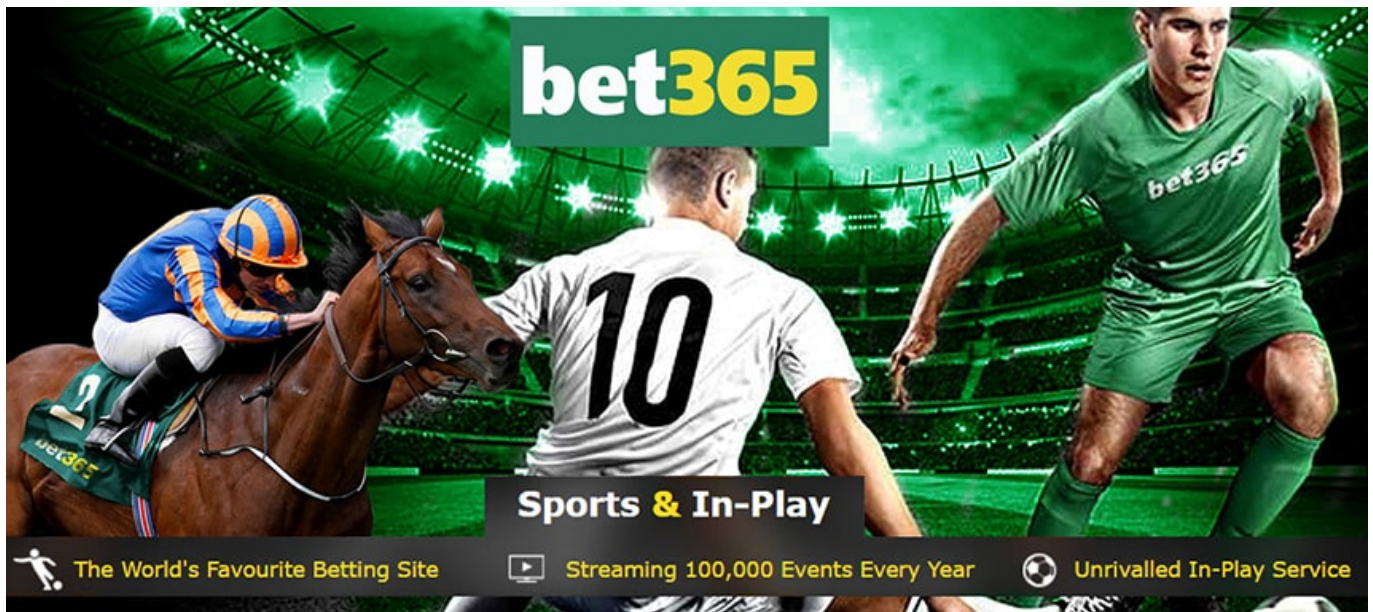 bet365
bet365
10
2
bet365
Sports & In-Play
The World's Favourite Betting Site
Streaming 100,000 Events Every Year
Unrivalled In-Play Service